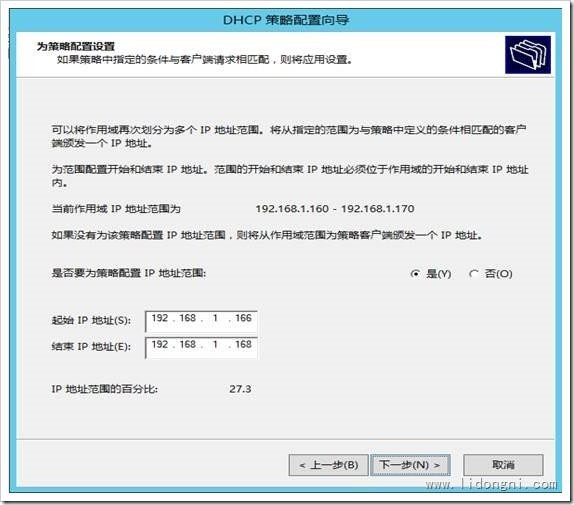 DHCP 策略配置向导
为策略配置设置
如果策略中指定的条件与客户端请求相匹配，则将应用设置。
可以将作用域再次划分为多个 IP 地址范围。将从指定的范围为与策略中定义的条件相匹配的客户
端颁发一个 IP 地址。
为范围配置开始和结束 IP 地址。范围的开始和结束 IP 地址必须位于作用域的开始和结束 IP 地址
内。
当前作用域 IP 地址范围为 192.168.1.160 - 192.168.1.170
如果没有为该策略配置 IP 地址范围，则将从作用域范围为策略客户端颁发一个 IP 地址。
是否要为策略配置 IP 地址范围: 是(Y) 否(O)
起始 IP 地址(S): 192 . 168 . 1 . 166
结束 IP 地址(E): 192 . 168 . 1 . 168
IP 地址范围的百分比: 27.3
< 上一步(B) 下一步(N) > 取消
www.lidongni.com